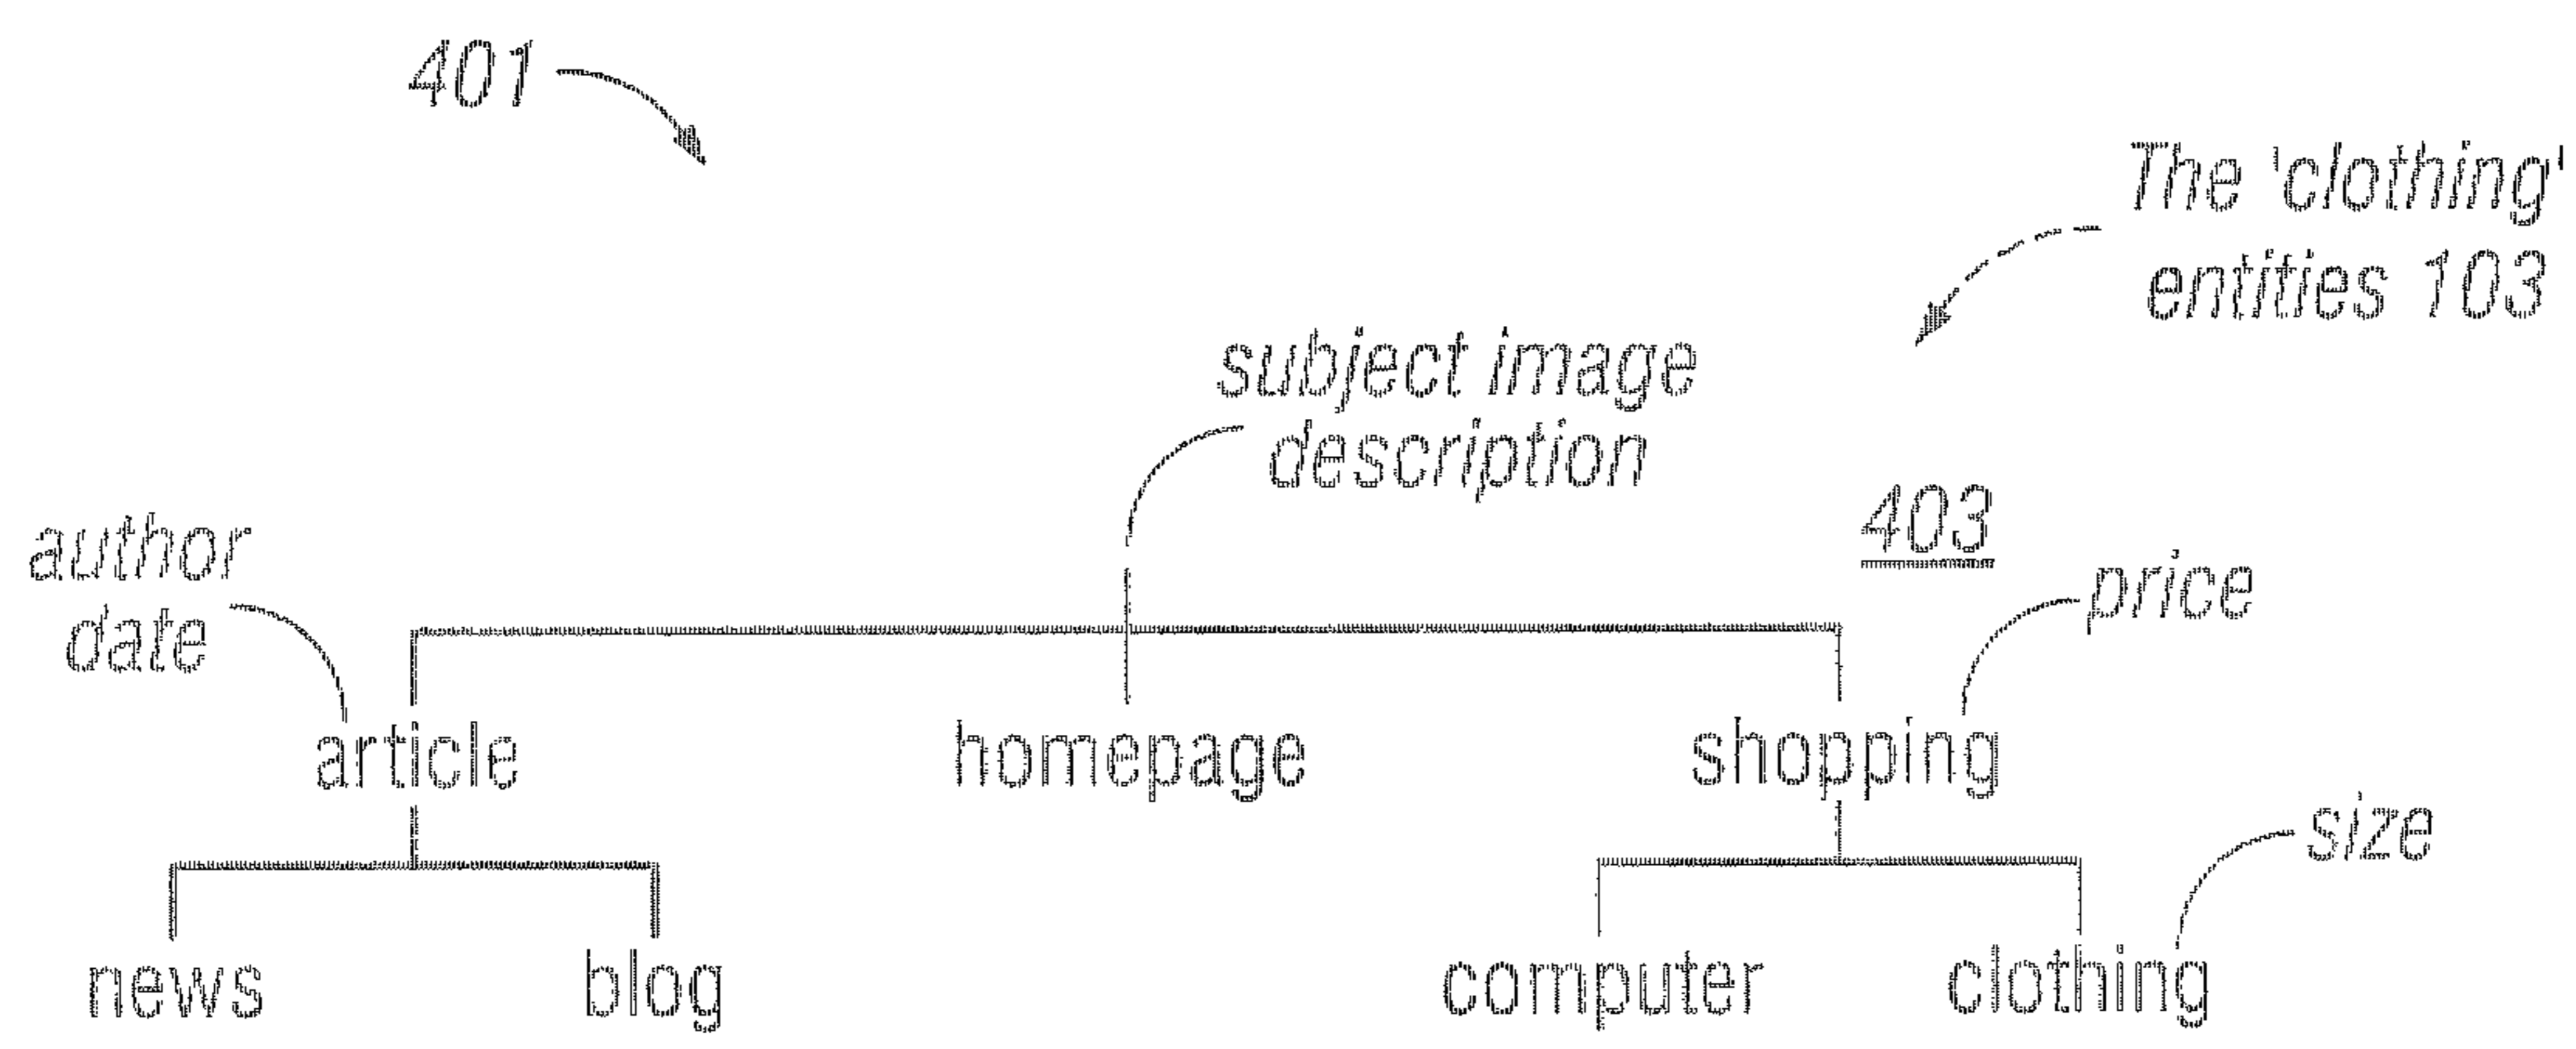 401
The 'clothing'
entities 103
subject image
description
403
author
date
price
article
homepage
shopping
size
news
blog
computer
clothing